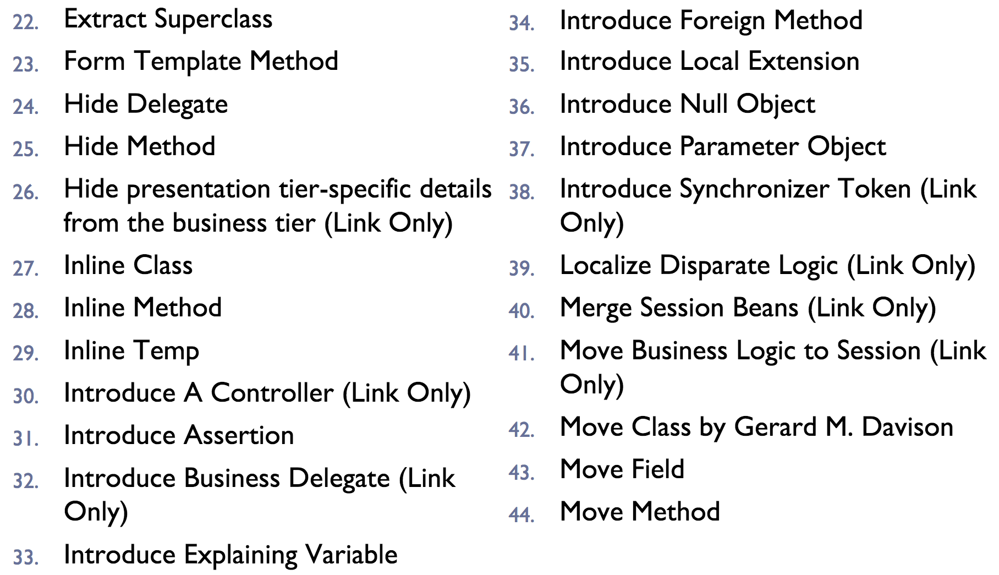 22. Extract Superclass
23. Form Template Method
24. Hide Delegate
25. Hide Method
26. Hide presentation tier-specific details
from the business tier (Link Only)
27. Inline Class
28. Inline Method
29. Inline Temp
30. Introduce A Controller (Link Only)
31. Introduce Assertion
32. Introduce Business Delegate (Link
Only)
33. Introduce Explaining Variable
34. Introduce Foreign Method
35. Introduce Local Extension
36. Introduce Null Object
37. Introduce Parameter Object
38. Introduce Synchronizer Token (Link
Only)
39. Localize Disparate Logic (Link Only)
40. Merge Session Beans (Link Only)
41. Move Business Logic to Session (Link
Only)
42. Move Class by Gerard M. Davison
43. Move Field
44. Move Method